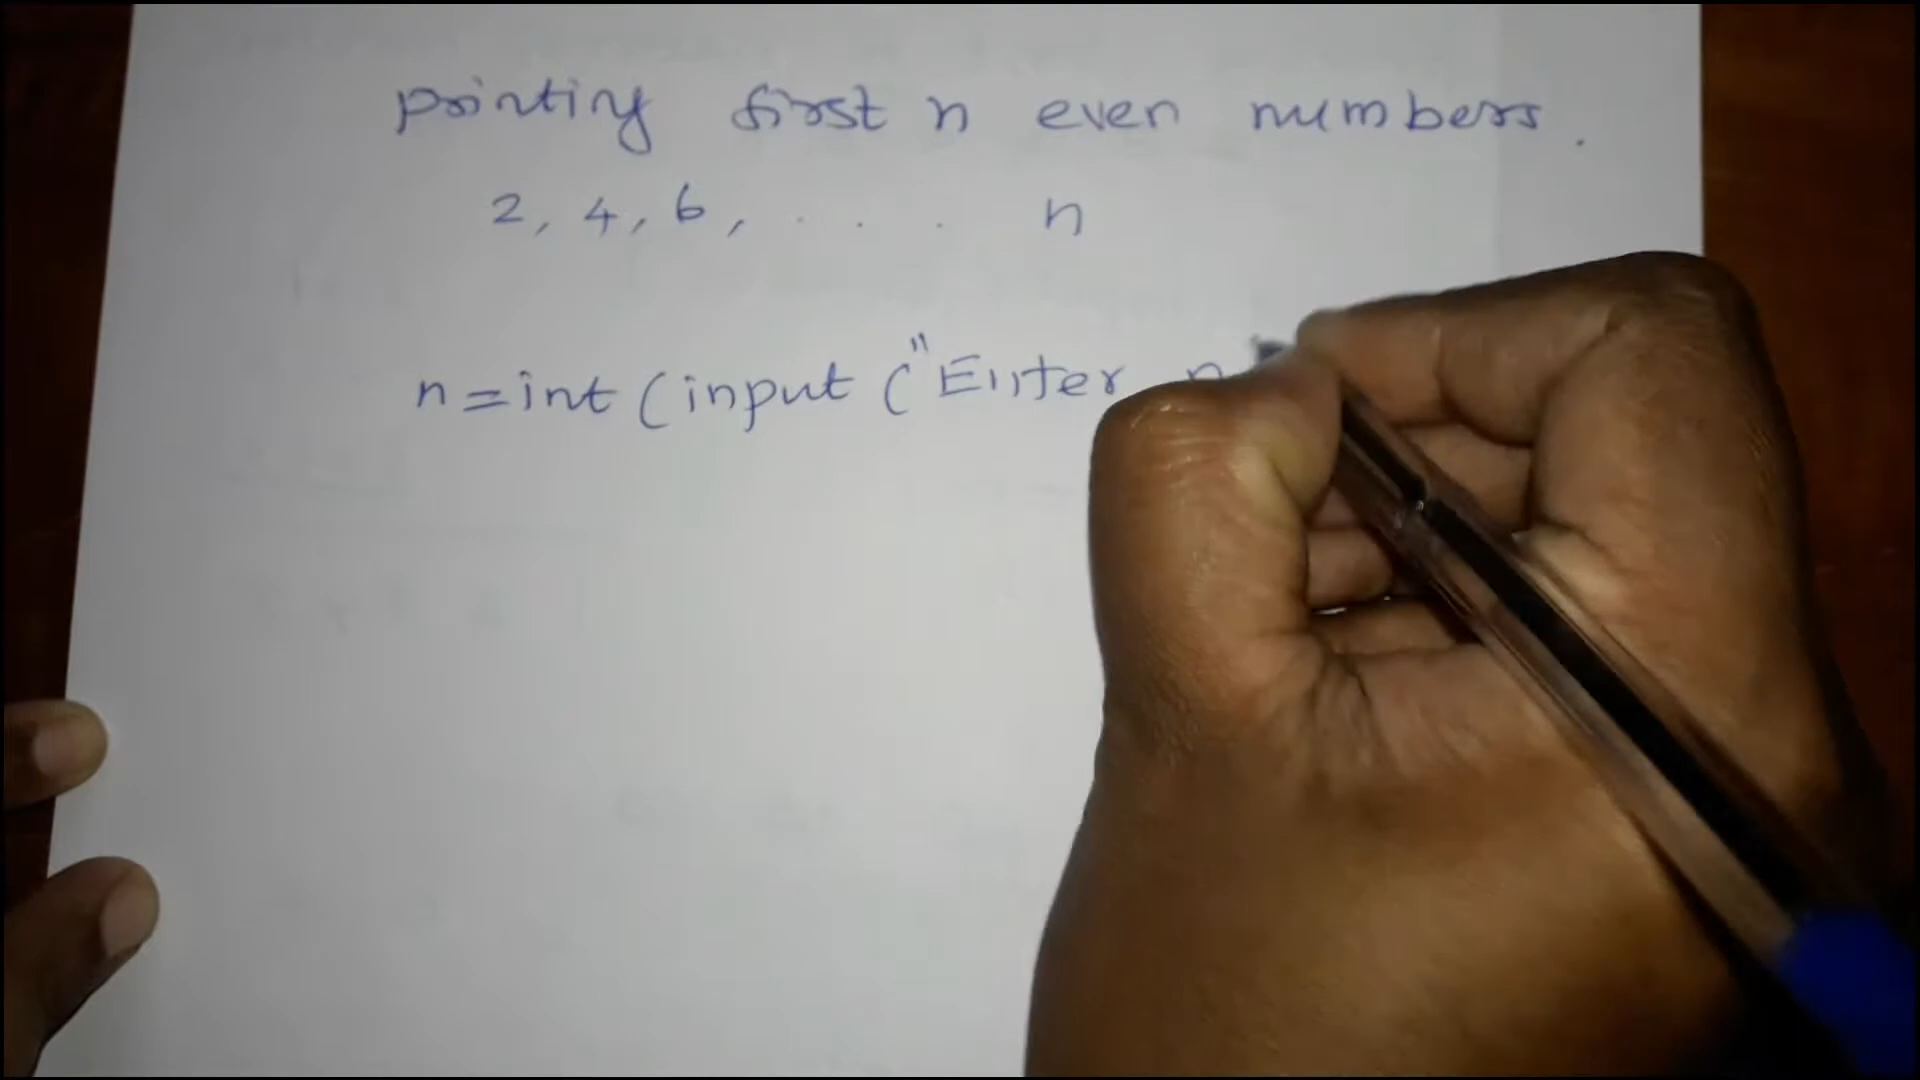 printing first n even numbers.
2, 4, 6, . . . n
n=int(input("Enter n